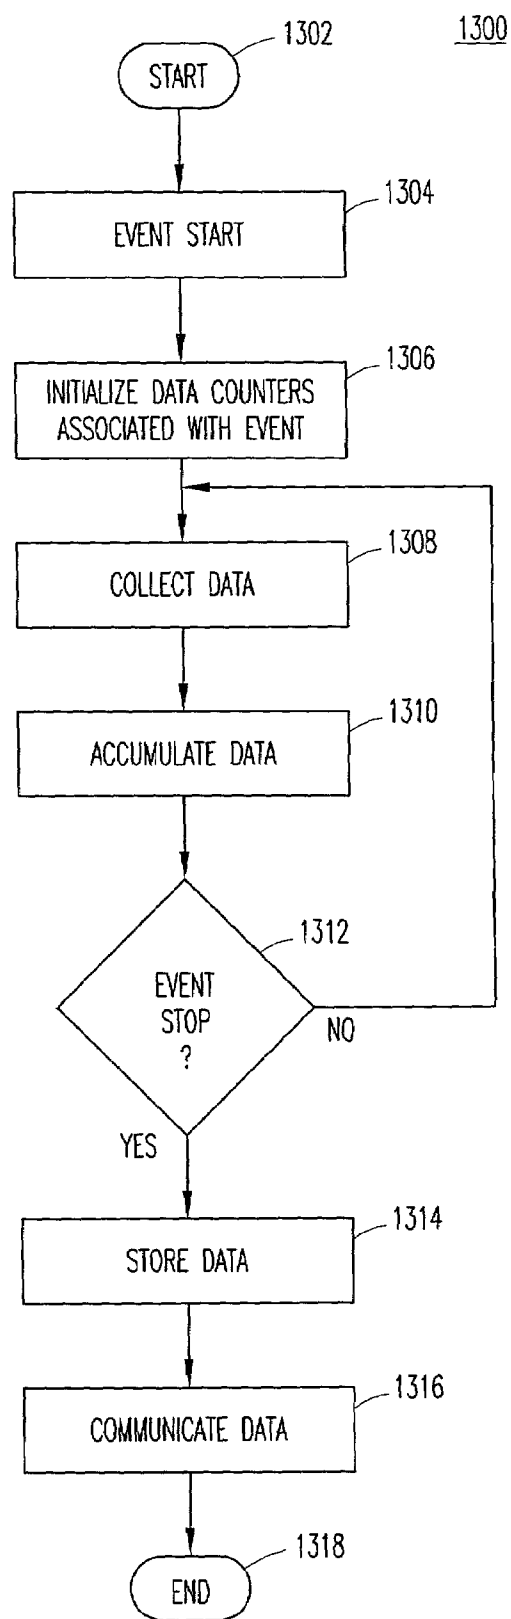 1300
1302
START
1304
EVENT START
1306
INITIALIZE DATA COUNTERS
ASSOCIATED WITH EVENT
1308
COLLECT DATA
1310
ACCUMULATE DATA
1312
EVENT
STOP
?
NO
YES
1314
STORE DATA
1316
COMMUNICATE DATA
1318
END